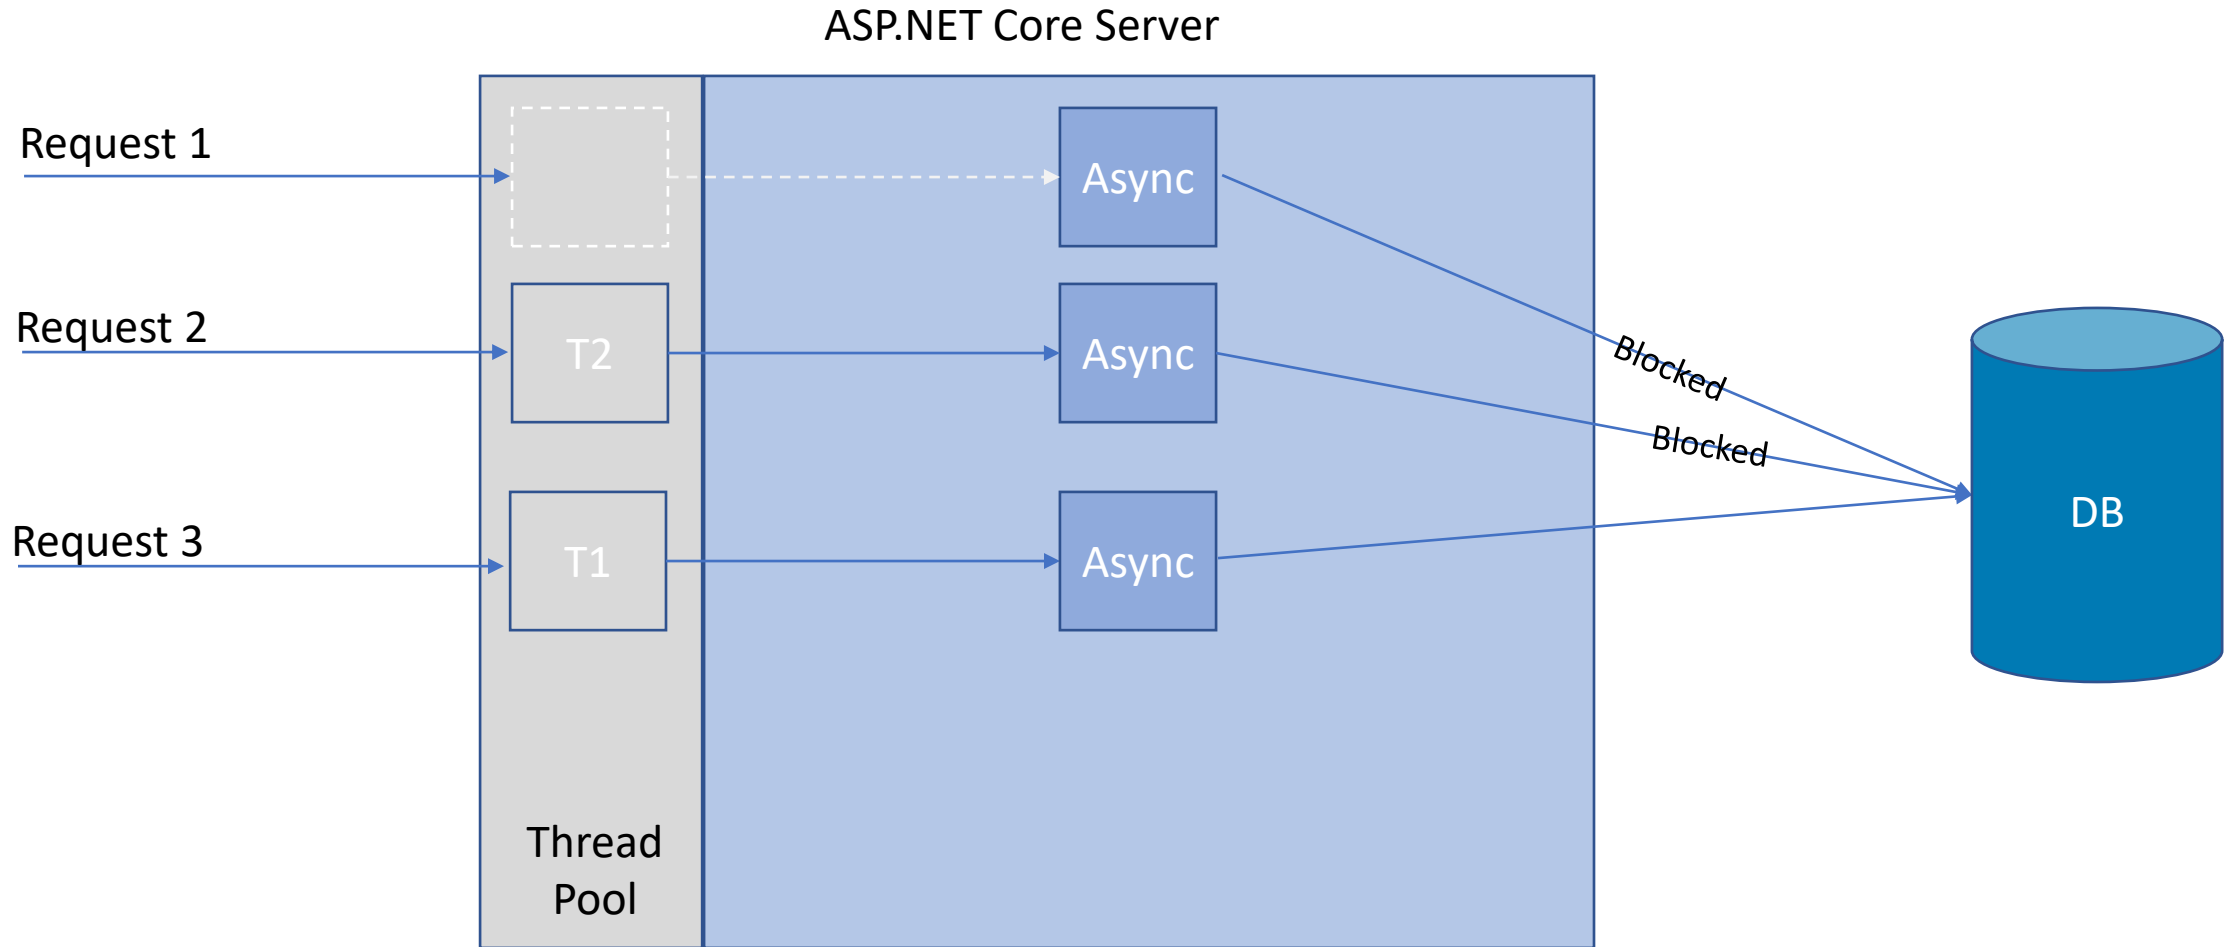 ASP.NET Core Server
Request 1
Async
Request 2
T2
Async
Blocked
Blocked
Request 3
T1
Async
DB
Thread
Pool